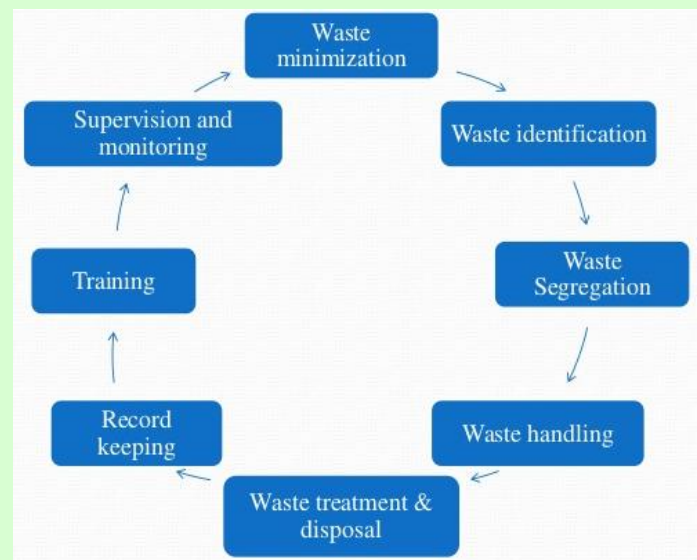 Waste
minimization
Waste identification
Waste
Segregation
Waste handling
Waste treatment &
disposal
Record
keeping
Training
Supervision and
monitoring